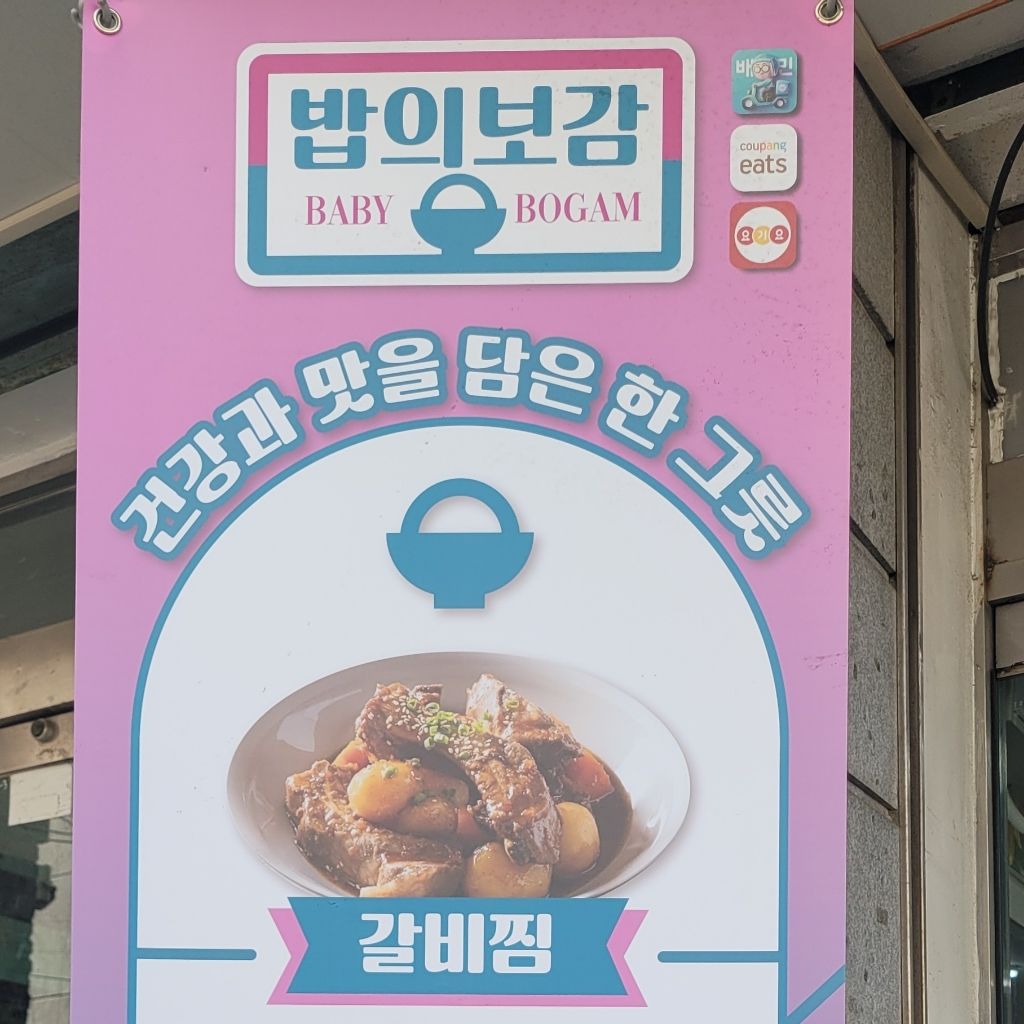 밥의보감
BABY BOGAM
배민
coupang
eats
요기요
건강과 맛을 담은 한 그릇
갈비찜